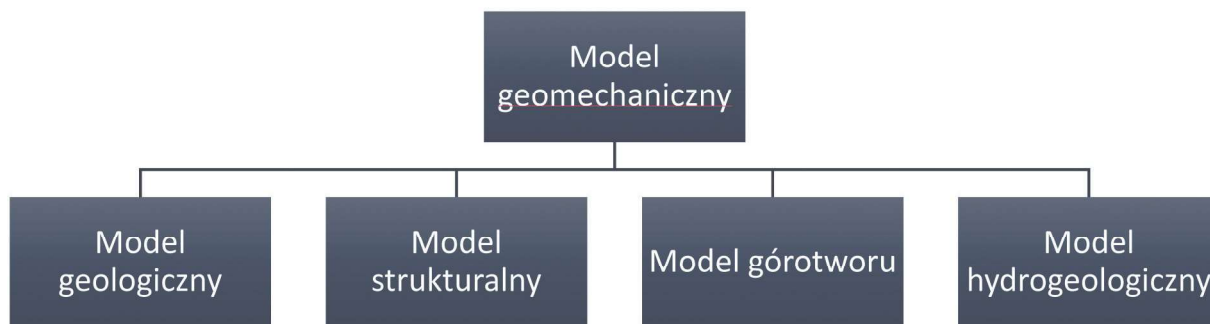 Model
geomechaniczny
Model
geologiczny
Model
strukturalny
Model górotworu
Model
hydrogeologiczny